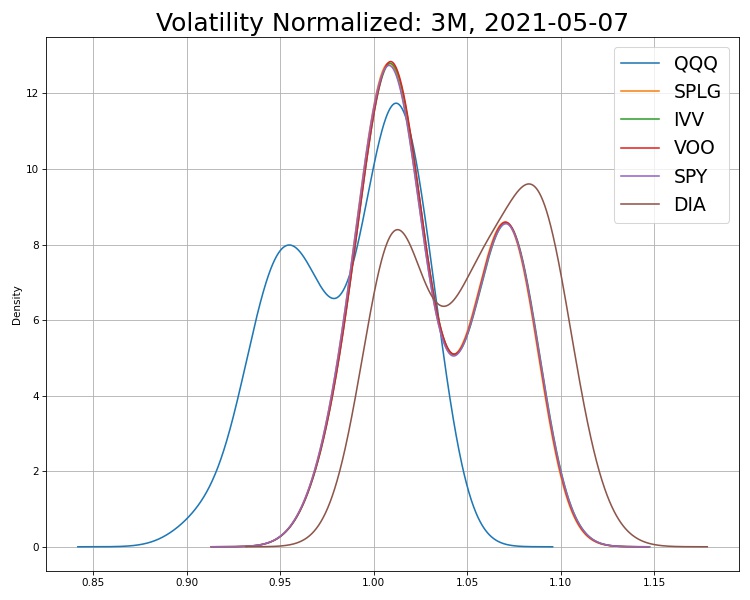 Volatility Normalized: 3M, 2021-05-07
QQQ
SPLG
IVV
VOO
SPY
DIA
Density
12
10
8
6
4
2
0
0.85
0.90
0.95
1.00
1.05
1.10
1.15